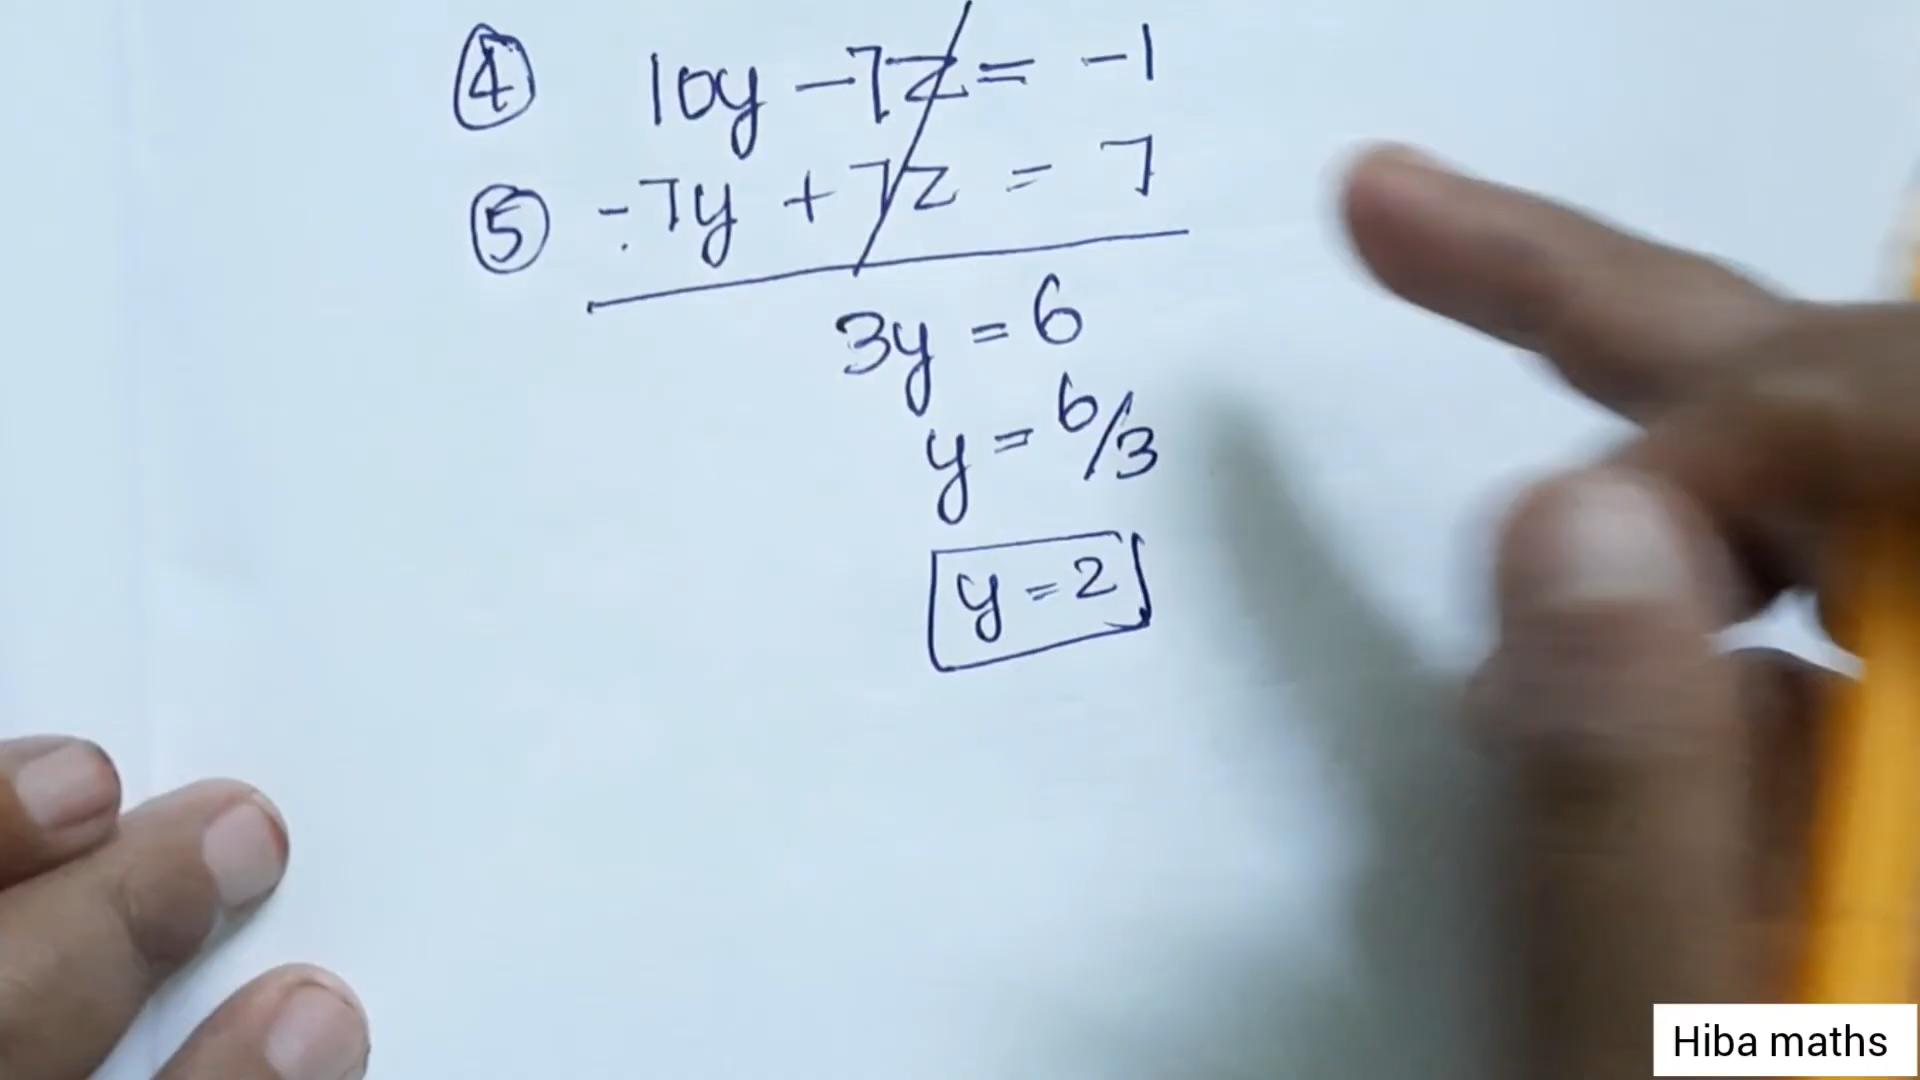 ④ 10y - 7z = -1
⑤ -7y + 7z = 7
3y = 6
y = 6/3
y = 2
Hiba maths